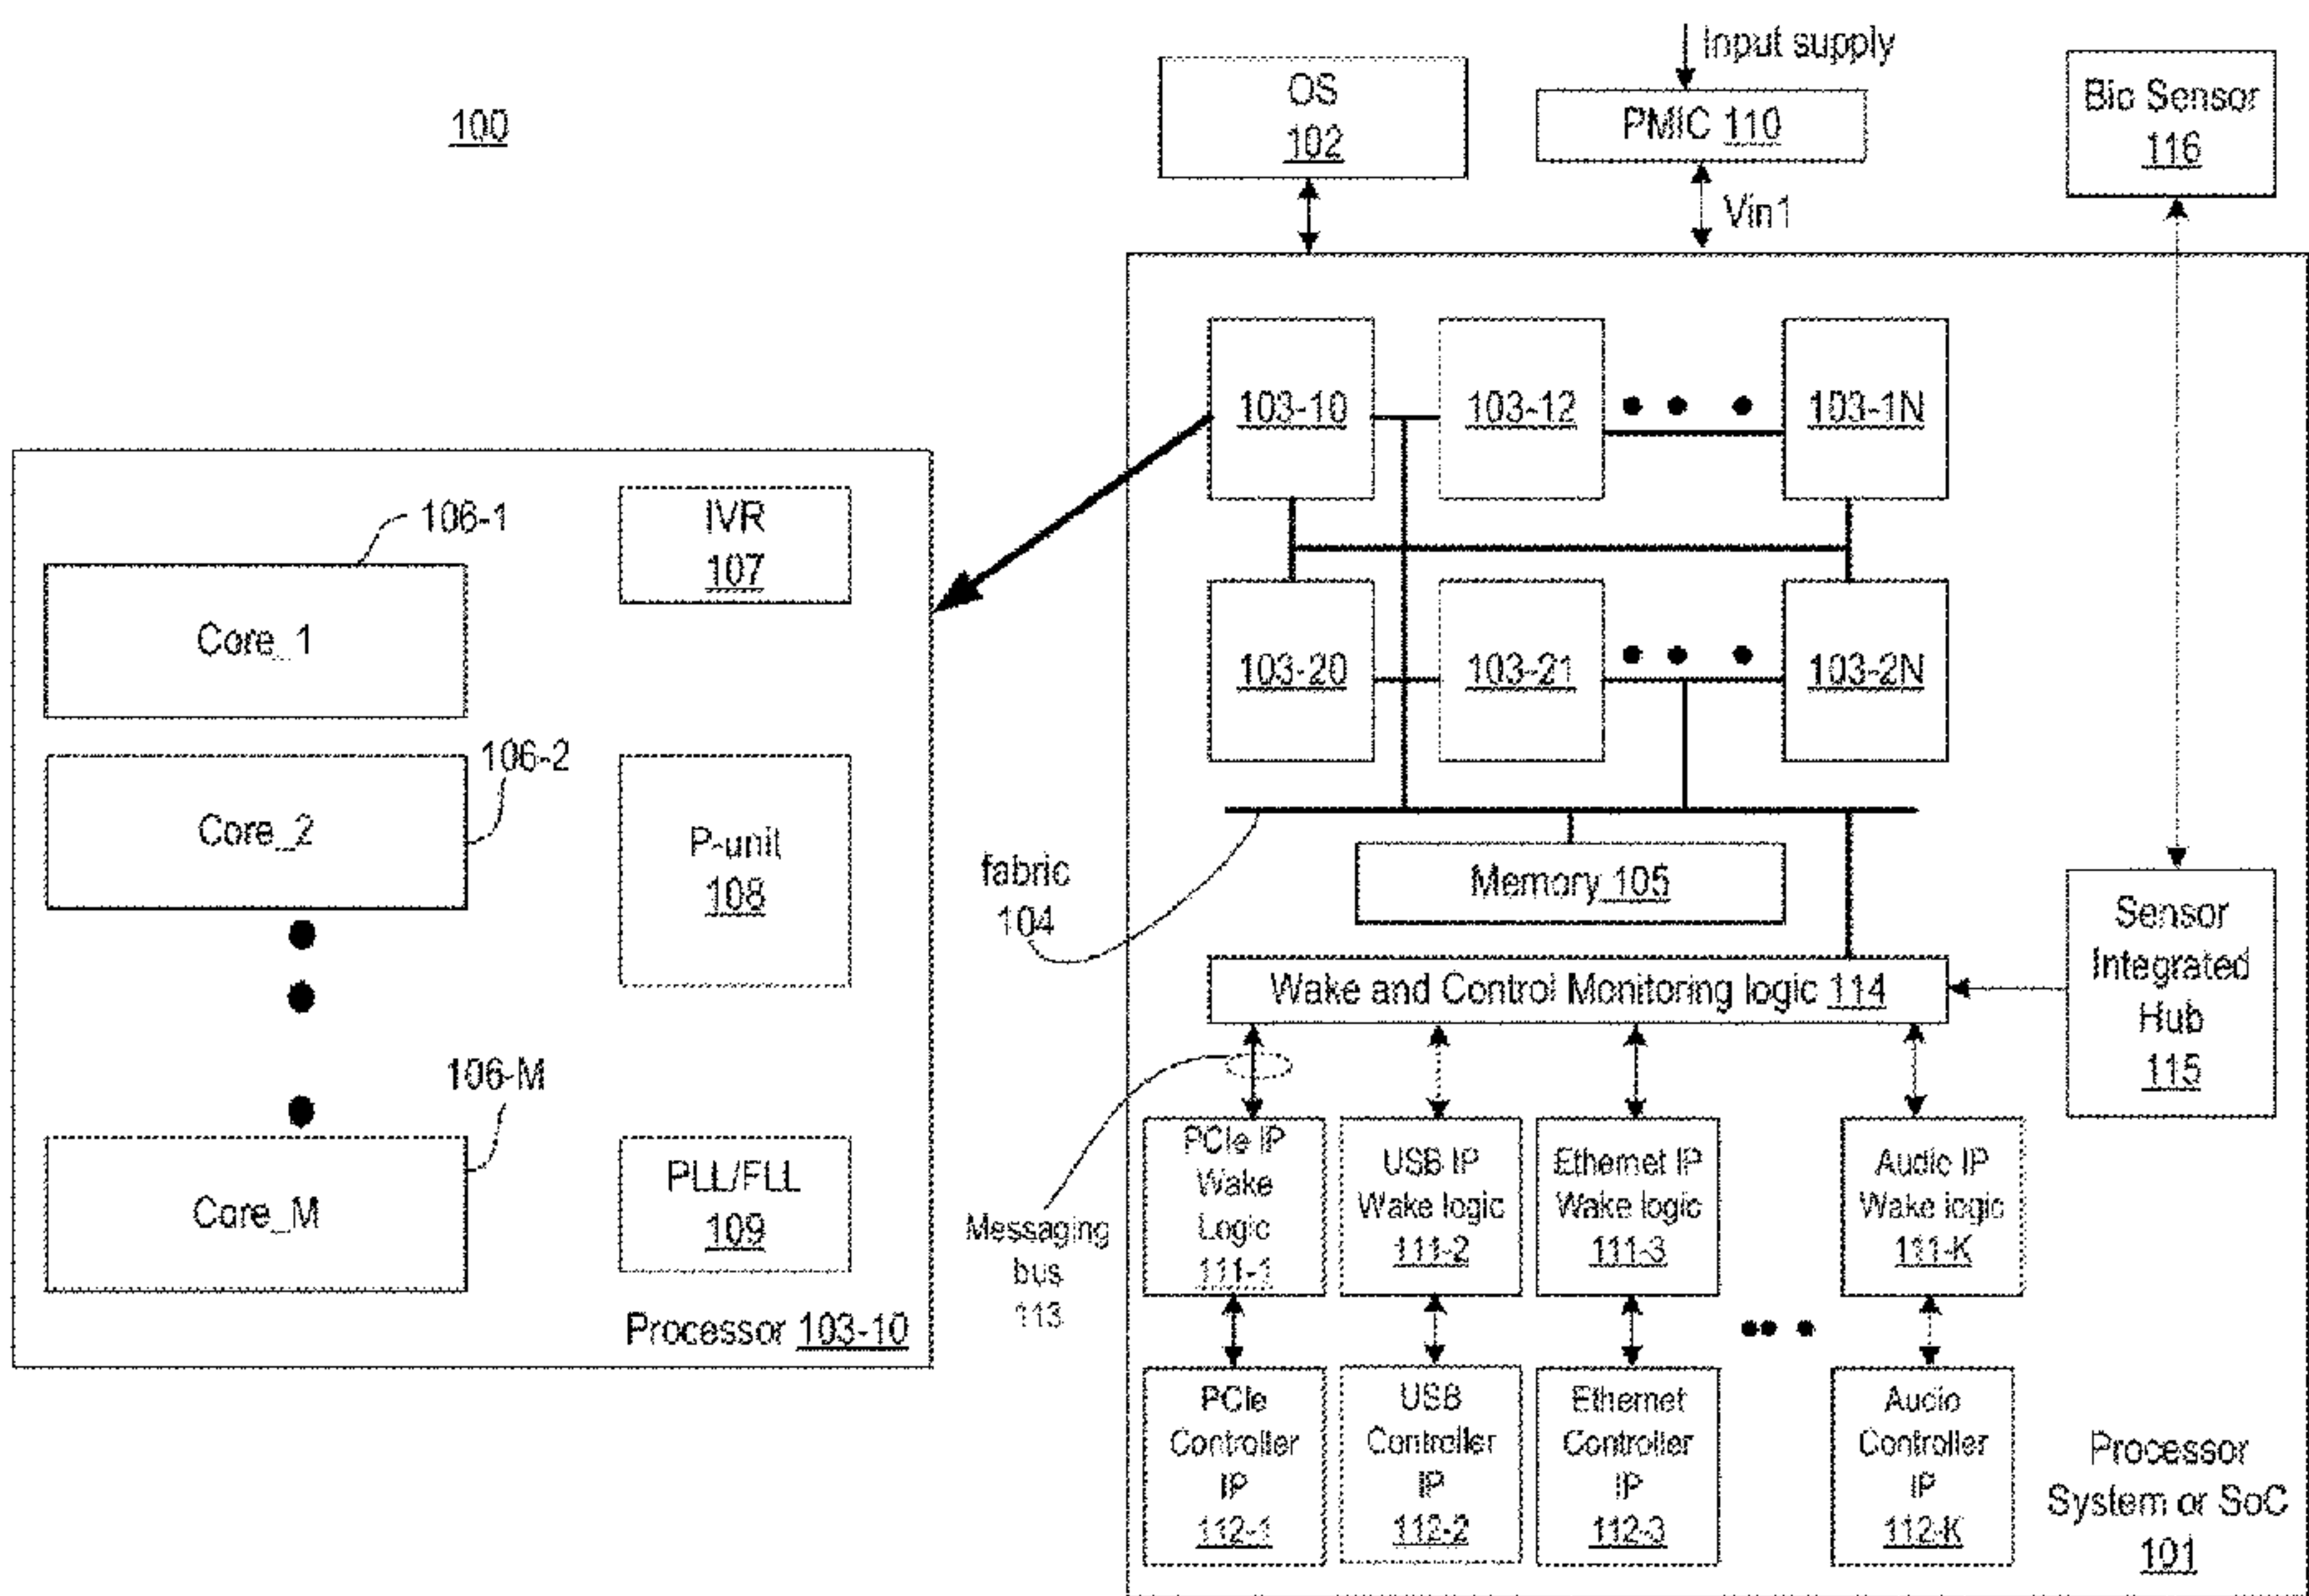 100
OS
102
Input supply
PMIC 110
Vin1
Bio Sensor
116
103-10
103-12
103-1N
103-20
103-21
103-2N
fabric
104
Memory 105
Wake and Control Monitoring logic 114
Sensor
Integrated
Hub
115
Messaging
bus
113
PCIe IP
Wake
Logic
111-1
USB IP
Wake logic
111-2
Ethernet IP
Wake logic
111-3
Audio IP
Wake logic
111-K
PCIe
Controller
IP
112-1
USB
Controller
IP
112-2
Ethernet
Controller
IP
112-3
Audio
Controller
IP
112-K
Processor
System or SoC
101
106-1
Core_1
IVR
107
106-2
Core_2
P-unit
108
106-M
Core_M
PLL/FLL
109
Processor 103-10